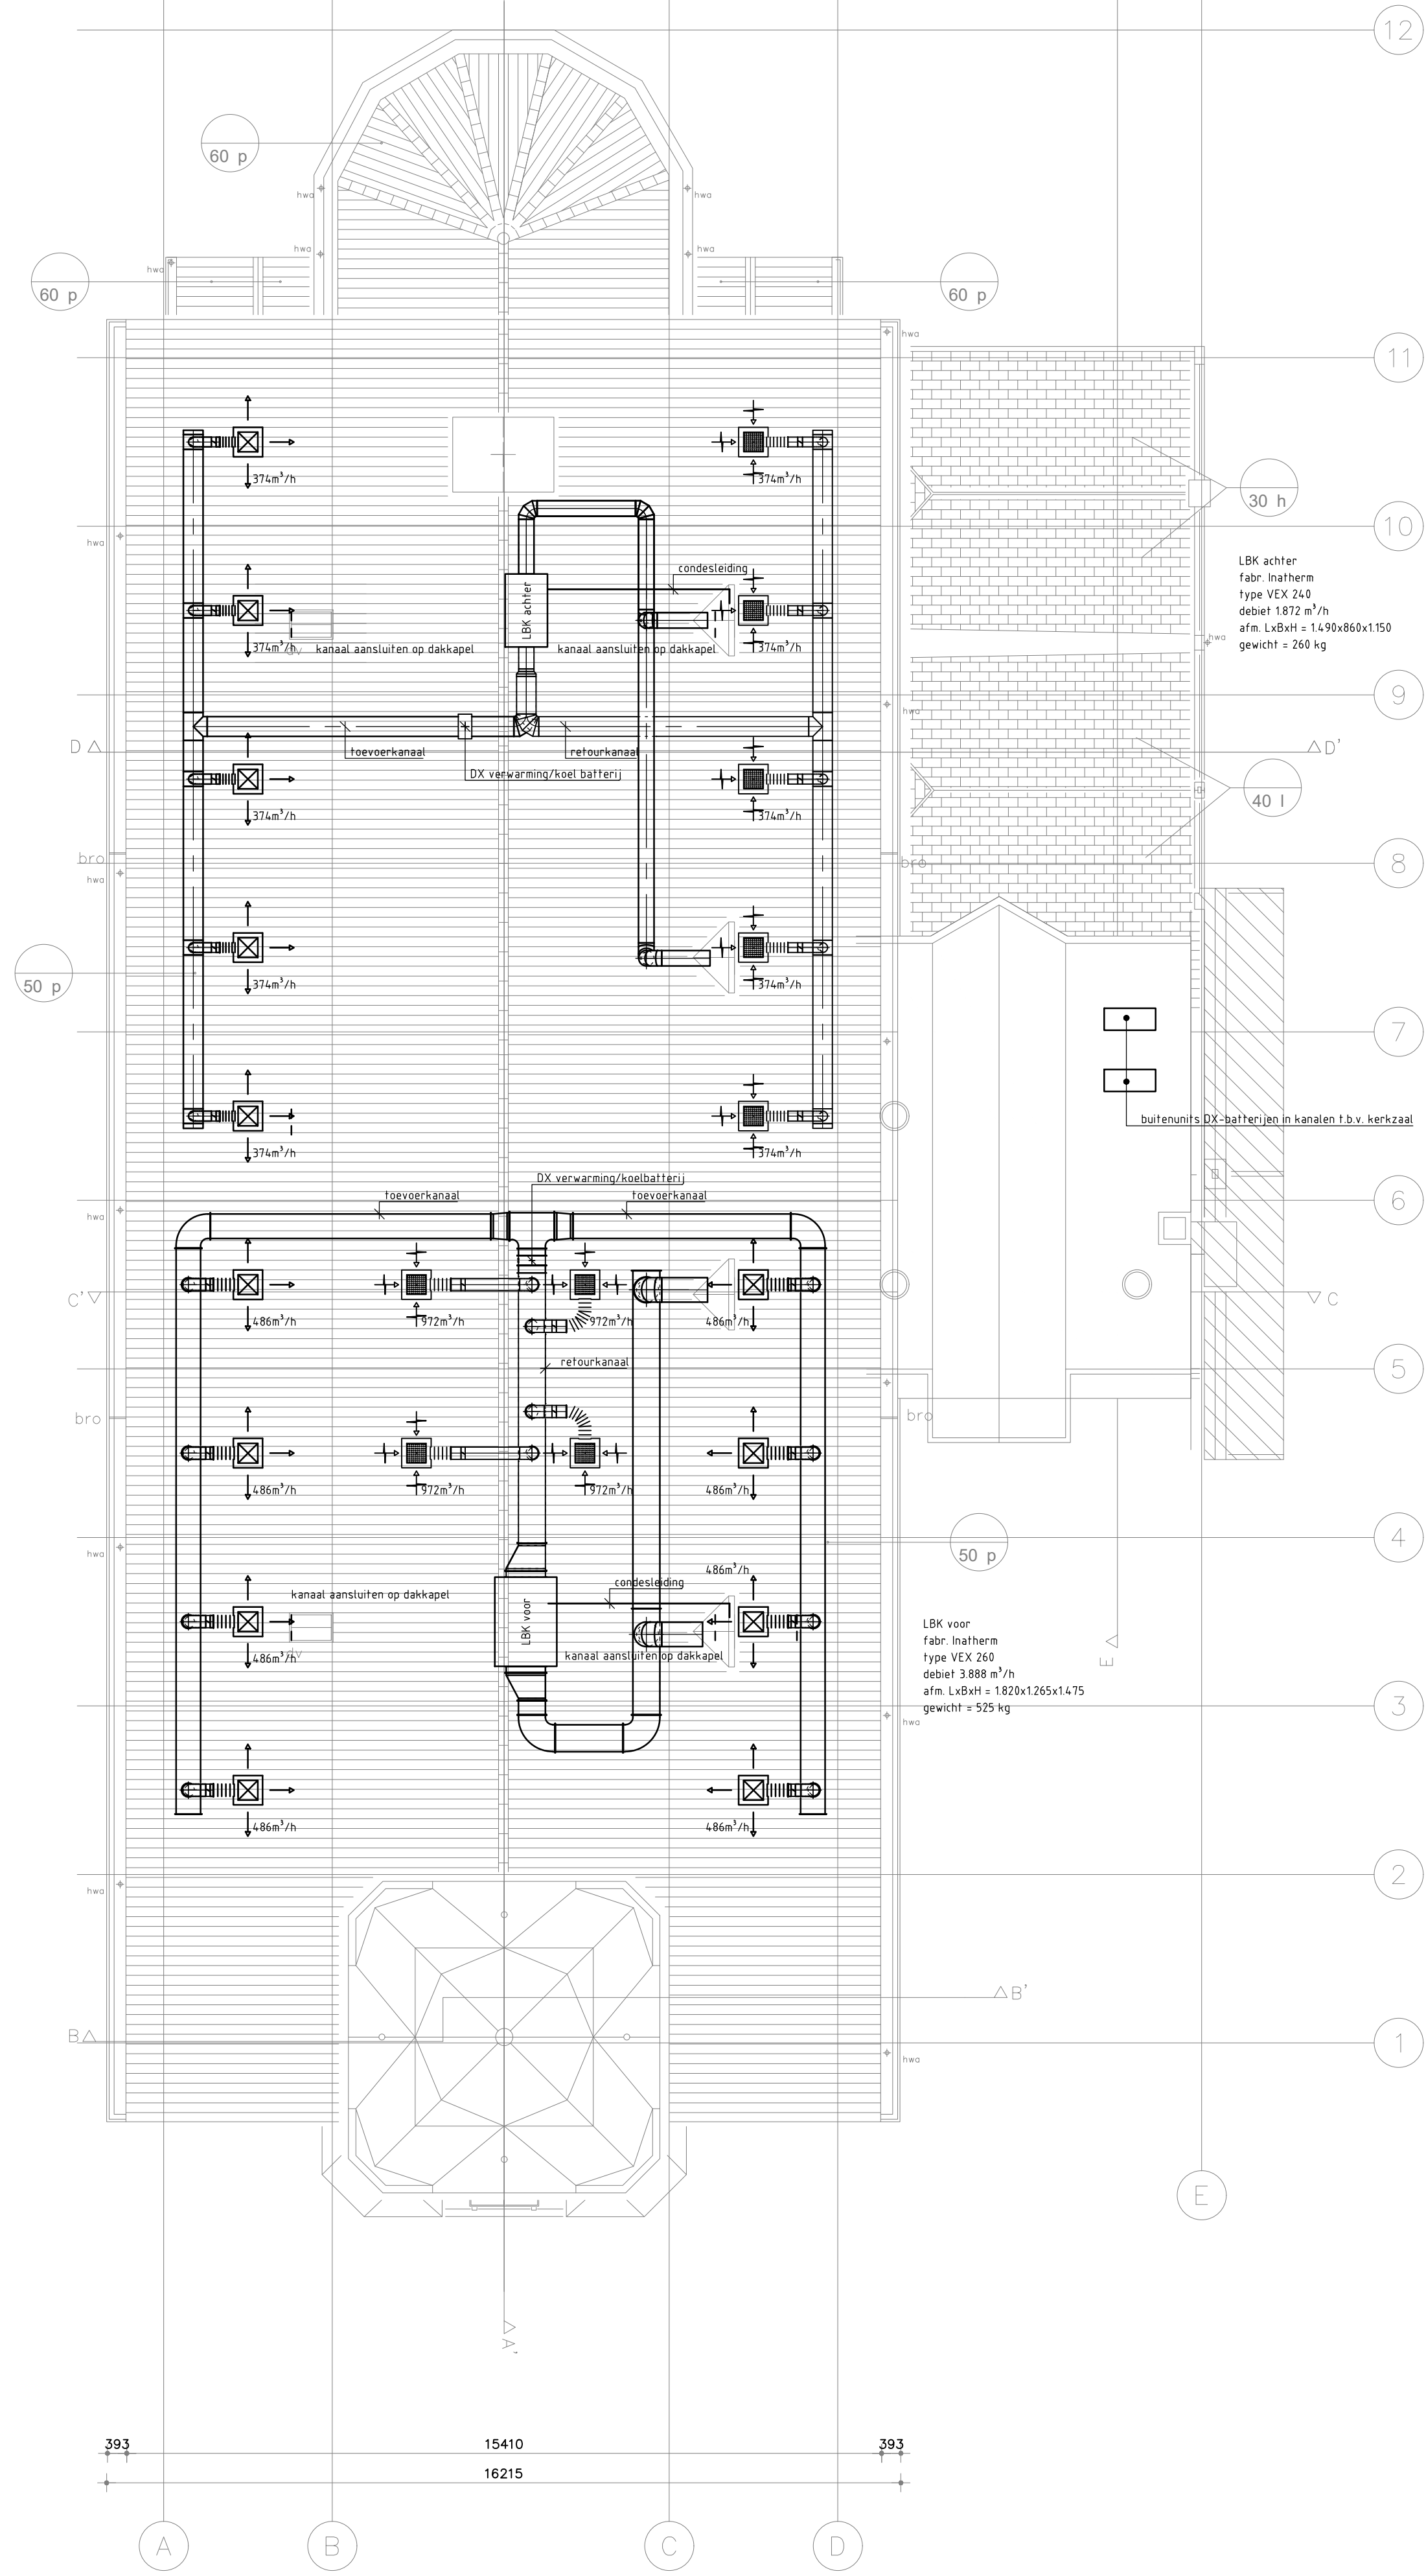 12
60 p
hwa
hwa
hwa
hwa
hwa
60 p
60 p
hwa
11
374m³/h
374m³/h
30 h
10
hwa
LBK achter
fabr. Inatherm
type VEX 240
debiet 1.872 m³/h
afm. LxBxH = 1.490x860x1.150
gewicht = 260 kg
condesleiding
LBK achter
hwa
374m³/h
dv
kanaal aansluiten op dakkapel
kanaal aansluiten op dakkapel
374m³/h
9
hwa
D
D'
toevoerkanaal
retourkanaal
DX verwarming/koel batterij
40 l
374m³/h
374m³/h
bro
bro
8
hwa
50 p
374m³/h
374m³/h
7
buitenunits DX-batterijen in kanalen t.b.v. kerkzaal
374m³/h
374m³/h
DX verwarming/koelbatterij
toevoerkanaal
toevoerkanaal
6
hwa
C'
C
486m³/h
972m³/h
972m³/h
486m³/h
retourkanaal
5
bro
bro
486m³/h
972m³/h
972m³/h
486m³/h
4
hwa
50 p
486m³/h
condesleiding
kanaal aansluiten op dakkapel
LBK voor
LBK voor
fabr. Inatherm
type VEX 260
debiet 3.888 m³/h
afm. LxBxH = 1.820x1.265x1.475
gewicht = 525 kg
E
486m³/h
dv
kanaal aansluiten op dakkapel
3
hwa
486m³/h
486m³/h
2
hwa
B'
B
1
hwa
E
A'
393
15410
393
16215
A
B
C
D